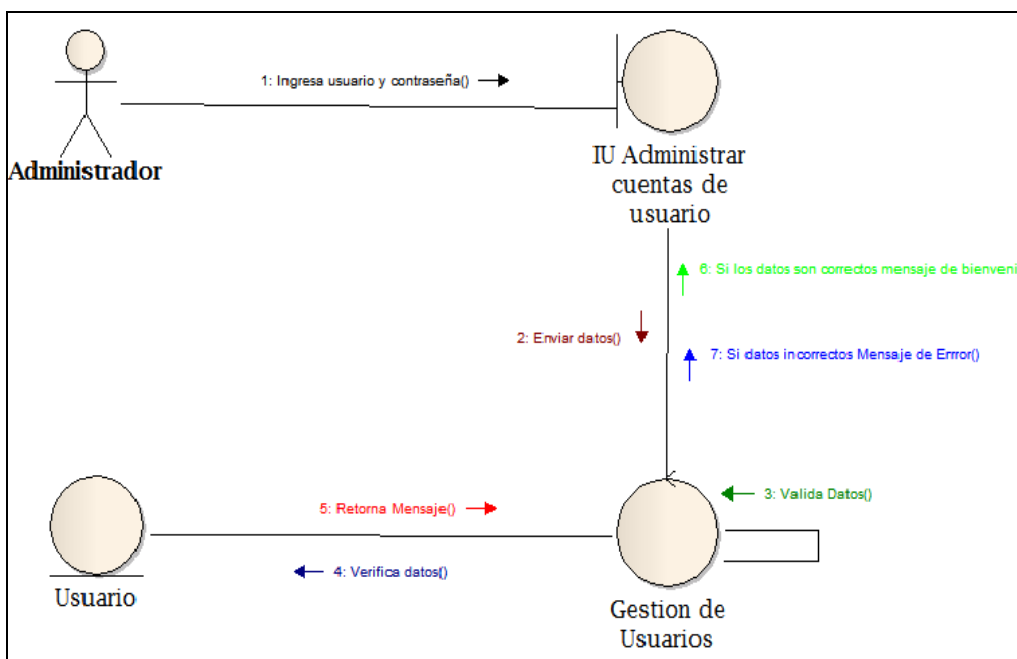 1: Ingresa usuario y contraseña()
Administrador
IU Administrar
cuentas de
usuario
6: Si los datos son correctos mensaje de bienveni
2: Enviar datos()
7: Si datos incorrectos Mensaje de Errror()
3: Valida Datos()
5: Retorna Mensaje()
4: Verifica datos()
Usuario
Gestion de
Usuarios